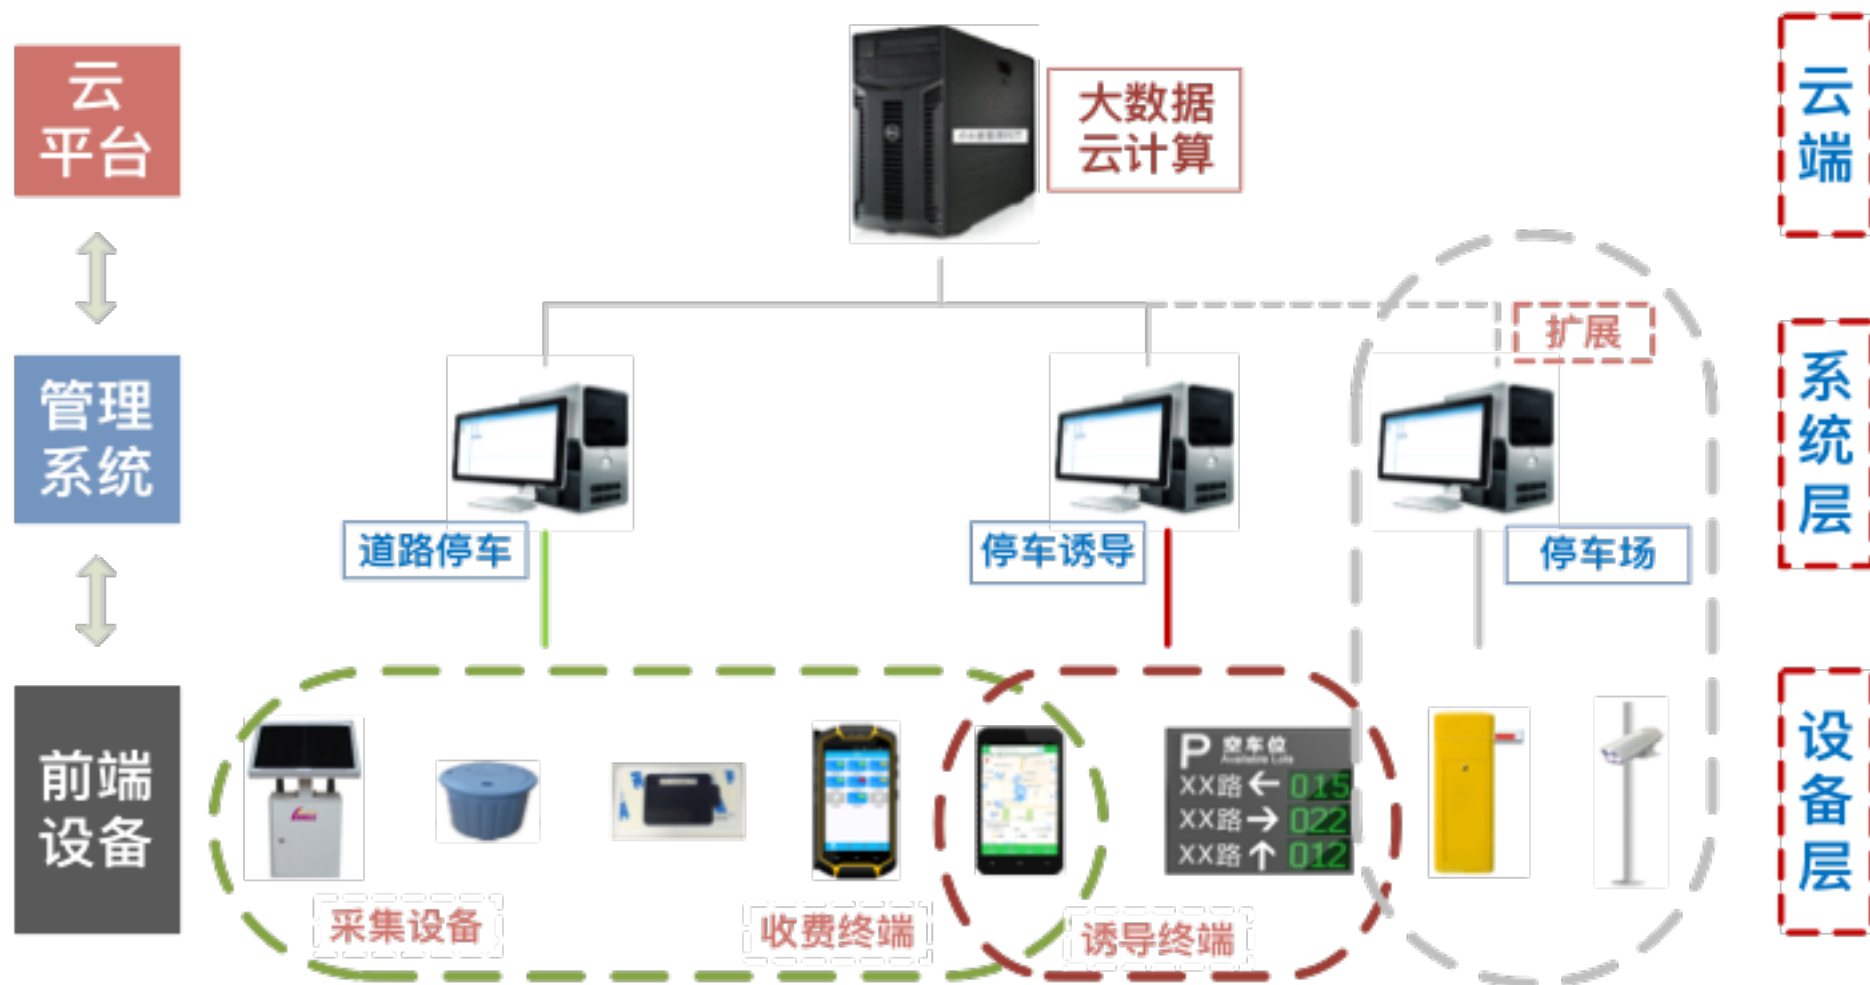 云
平台
大数据
云计算
云
端
扩展
管理
系统
系
统
层
道路停车
停车诱导
停车场
前端
设备
P 空车位
Available Lots
XX路 ← 015
XX路 → 022
XX路 ↑ 012
设
备
层
采集设备
收费终端
诱导终端